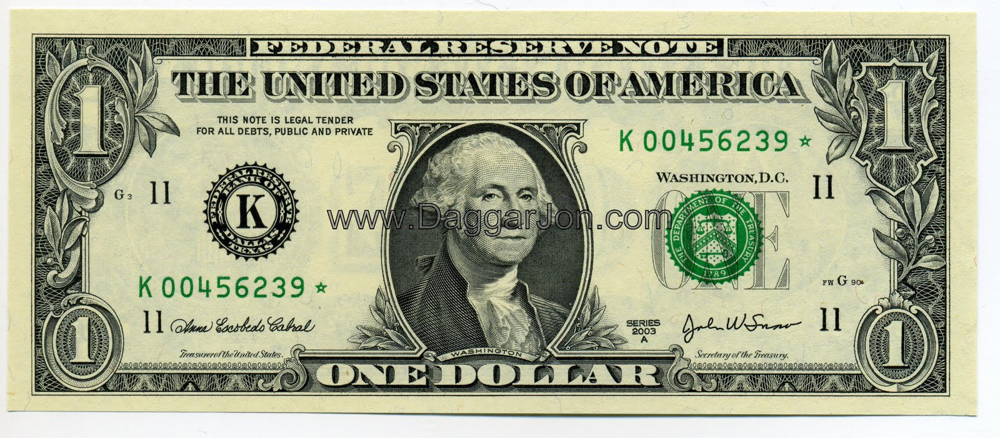 FEDERAL RESERVE NOTE
THE UNITED STATES OF AMERICA
1
1
THIS NOTE IS LEGAL TENDER
FOR ALL DEBTS, PUBLIC AND PRIVATE
K 00456239 ☆
WASHINGTON, D.C.
G3
11
11
FEDERAL RESERVE
BANK OF
K
DALLAS
TEXAS
www.DaggarJon.com
ONE
THE DEPARTMENT OF THE TREASURY
1789
K 00456239 ☆
FW G 90
11
11
Anna Escobedo Cabral
Treasurer of the United States.
SERIES
2003
A
John W Snow
Secretary of the Treasury.
WASHINGTON
1
1
ONE DOLLAR